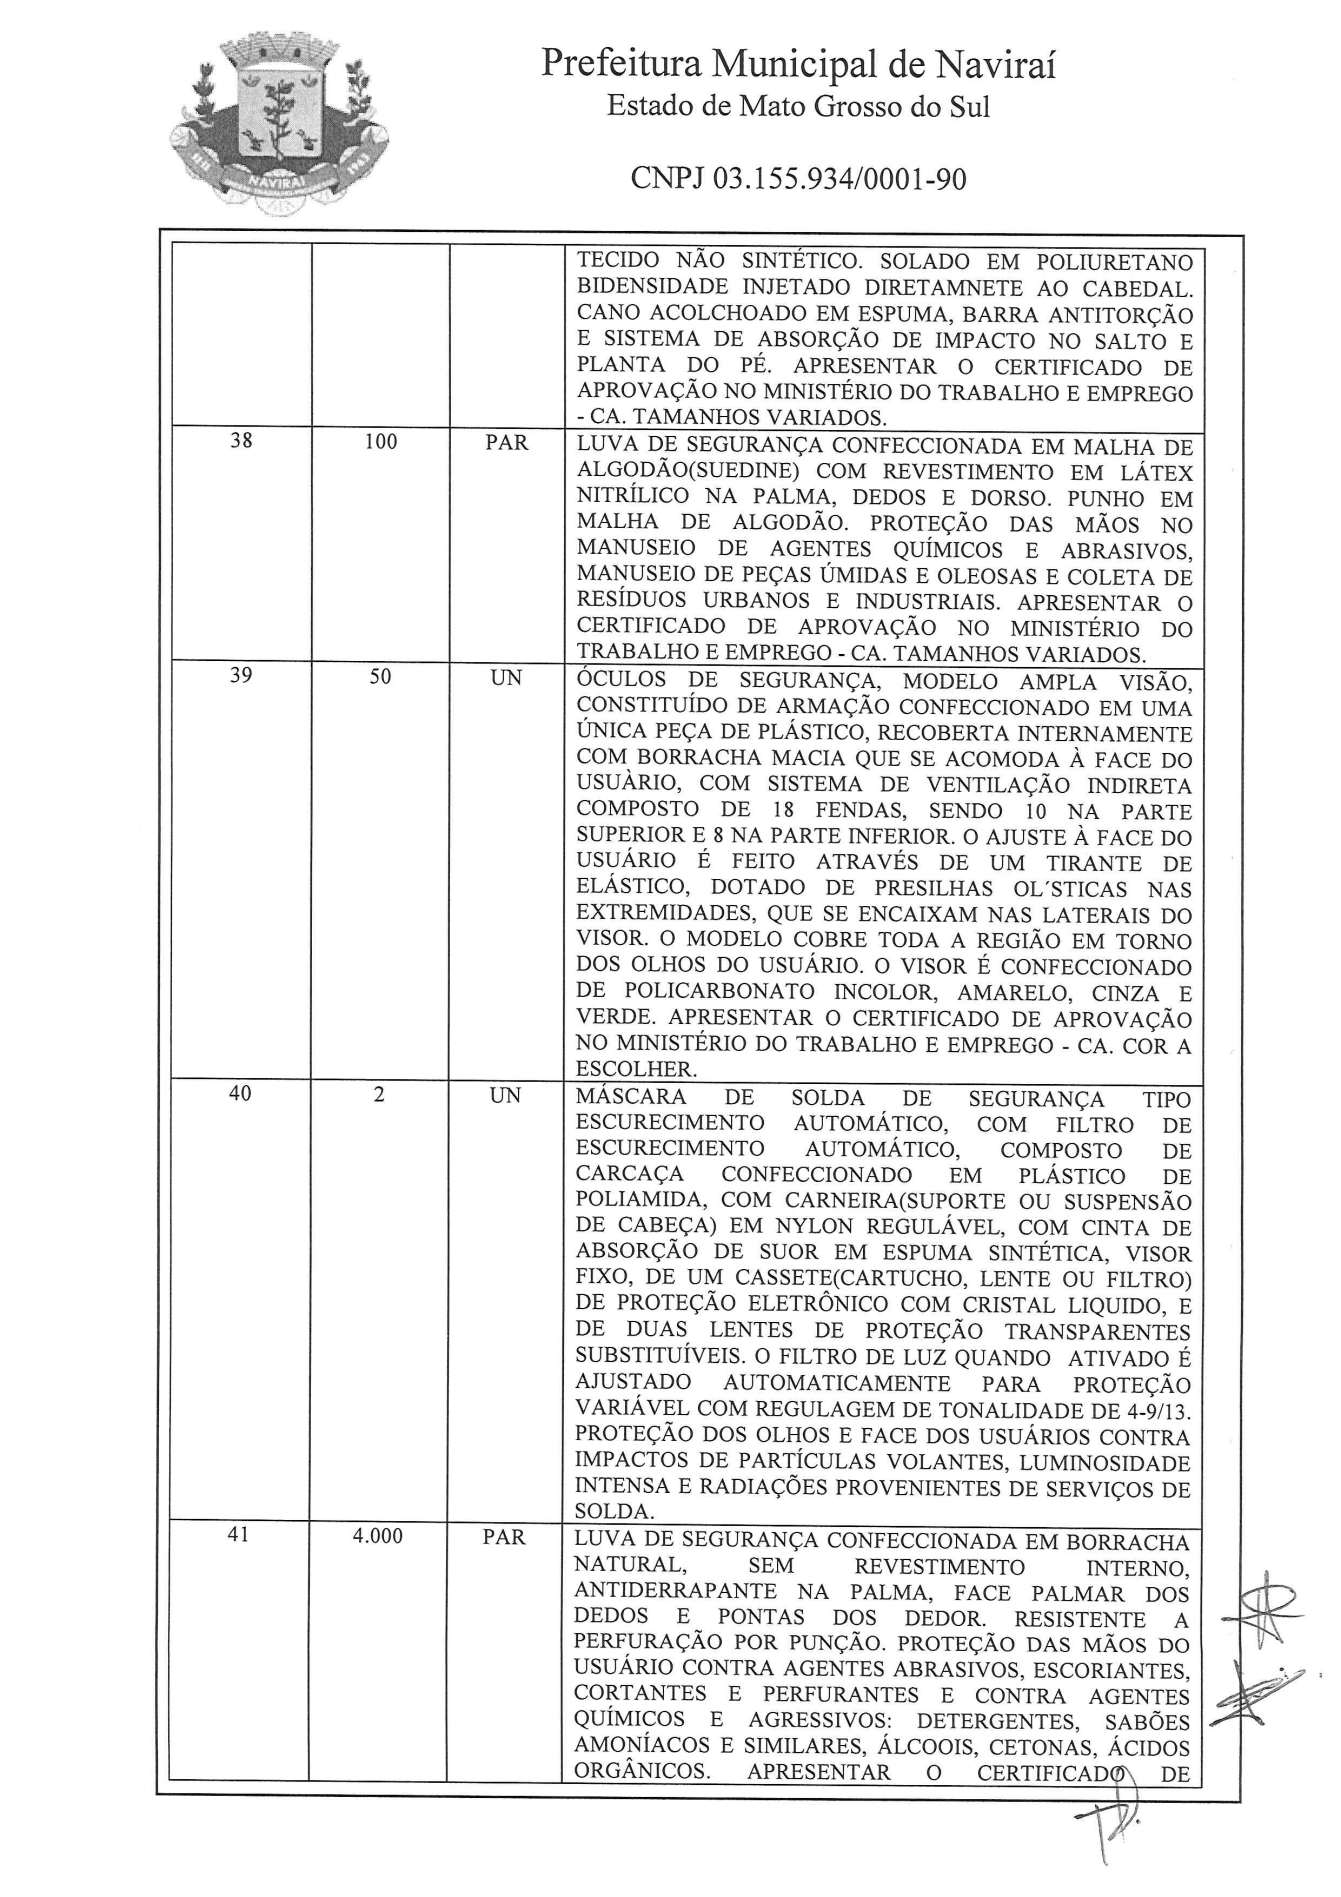 Prefeitura Municipal de Naviraí
Estado de Mato Grosso do Sul
CNPJ 03.155.934/0001-90
NAVIRAI
1963
TECIDO NÃO SINTÉTICO. SOLADO EM POLIURETANO
BIDENSIDADE INJETADO DIRETAMNETE AO CABEDAL.
CANO ACOLCHOADO EM ESPUMA, BARRA ANTITORÇÃO
E SISTEMA DE ABSORÇÃO DE IMPACTO NO SALTO E
PLANTA DO PÉ. APRESENTAR O CERTIFICADO DE
APROVAÇÃO NO MINISTÉRIO DO TRABALHO E EMPREGO
- CA. TAMANHOS VARIADOS.
38 100 PAR LUVA DE SEGURANÇA CONFECCIONADA EM MALHA DE
ALGODÃO(SUEDINE) COM REVESTIMENTO EM LÁTEX
NITRÍLICO NA PALMA, DEDOS E DORSO. PUNHO EM
MALHA DE ALGODÃO. PROTEÇÃO DAS MÃOS NO
MANUSEIO DE AGENTES QUÍMICOS E ABRASIVOS,
MANUSEIO DE PEÇAS ÚMIDAS E OLEOSAS E COLETA DE
RESÍDUOS URBANOS E INDUSTRIAIS. APRESENTAR O
CERTIFICADO DE APROVAÇÃO NO MINISTÉRIO DO
TRABALHO E EMPREGO - CA. TAMANHOS VARIADOS.
39 50 UN ÓCULOS DE SEGURANÇA, MODELO AMPLA VISÃO,
CONSTITUÍDO DE ARMAÇÃO CONFECCIONADO EM UMA
ÚNICA PEÇA DE PLÁSTICO, RECOBERTA INTERNAMENTE
COM BORRACHA MACIA QUE SE ACOMODA À FACE DO
USUÀRIO, COM SISTEMA DE VENTILAÇÃO INDIRETA
COMPOSTO DE 18 FENDAS, SENDO 10 NA PARTE
SUPERIOR E 8 NA PARTE INFERIOR. O AJUSTE À FACE DO
USUÁRIO É FEITO ATRAVÉS DE UM TIRANTE DE
ELÁSTICO, DOTADO DE PRESILHAS OL´STICAS NAS
EXTREMIDADES, QUE SE ENCAIXAM NAS LATERAIS DO
VISOR. O MODELO COBRE TODA A REGIÃO EM TORNO
DOS OLHOS DO USUÁRIO. O VISOR É CONFECCIONADO
DE POLICARBONATO INCOLOR, AMARELO, CINZA E
VERDE. APRESENTAR O CERTIFICADO DE APROVAÇÃO
NO MINISTÉRIO DO TRABALHO E EMPREGO - CA. COR A
ESCOLHER.
40 2 UN MÁSCARA DE SOLDA DE SEGURANÇA TIPO
ESCURECIMENTO AUTOMÁTICO, COM FILTRO DE
ESCURECIMENTO AUTOMÁTICO, COMPOSTO DE
CARCAÇA CONFECCIONADO EM PLÁSTICO DE
POLIAMIDA, COM CARNEIRA(SUPORTE OU SUSPENSÃO
DE CABEÇA) EM NYLON REGULÁVEL, COM CINTA DE
ABSORÇÃO DE SUOR EM ESPUMA SINTÉTICA, VISOR
FIXO, DE UM CASSETE(CARTUCHO, LENTE OU FILTRO)
DE PROTEÇÃO ELETRÔNICO COM CRISTAL LIQUIDO, E
DE DUAS LENTES DE PROTEÇÃO TRANSPARENTES
SUBSTITUÍVEIS. O FILTRO DE LUZ QUANDO ATIVADO É
AJUSTADO AUTOMATICAMENTE PARA PROTEÇÃO
VARIÁVEL COM REGULAGEM DE TONALIDADE DE 4-9/13.
PROTEÇÃO DOS OLHOS E FACE DOS USUÁRIOS CONTRA
IMPACTOS DE PARTÍCULAS VOLANTES, LUMINOSIDADE
INTENSA E RADIAÇÕES PROVENIENTES DE SERVIÇOS DE
SOLDA.
41 4.000 PAR LUVA DE SEGURANÇA CONFECCIONADA EM BORRACHA
NATURAL, SEM REVESTIMENTO INTERNO,
ANTIDERRAPANTE NA PALMA, FACE PALMAR DOS
DEDOS E PONTAS DOS DEDOR. RESISTENTE A
PERFURAÇÃO POR PUNÇÃO. PROTEÇÃO DAS MÃOS DO
USUÁRIO CONTRA AGENTES ABRASIVOS, ESCORIANTES,
CORTANTES E PERFURANTES E CONTRA AGENTES
QUÍMICOS E AGRESSIVOS: DETERGENTES, SABÕES
AMONÍACOS E SIMILARES, ÁLCOOIS, CETONAS, ÁCIDOS
ORGÂNICOS. APRESENTAR O CERTIFICADO DE